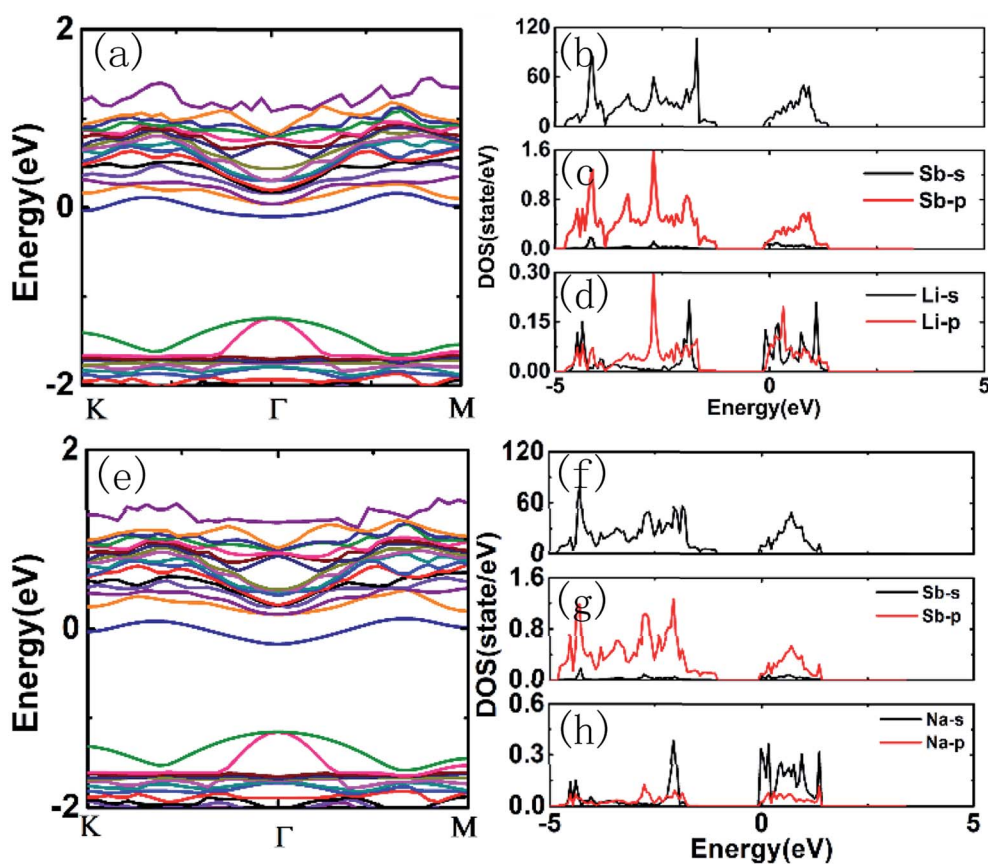 (a)
2
0
-2
Energy(eV)
K Γ M
(b)
120
60
0
(c)
1.6
0.8
0.0
Sb-s
Sb-p
DOS(state/eV)
(d)
0.30
0.15
0.00
Li-s
Li-p
-5 0 5
Energy(eV)
(e)
2
0
-2
Energy(eV)
K Γ M
(f)
120
60
0
(g)
1.6
0.8
0.0
Sb-s
Sb-p
DOS(state/eV)
(h)
0.6
0.3
0.0
Na-s
Na-p
-5 0 5
Energy(eV)